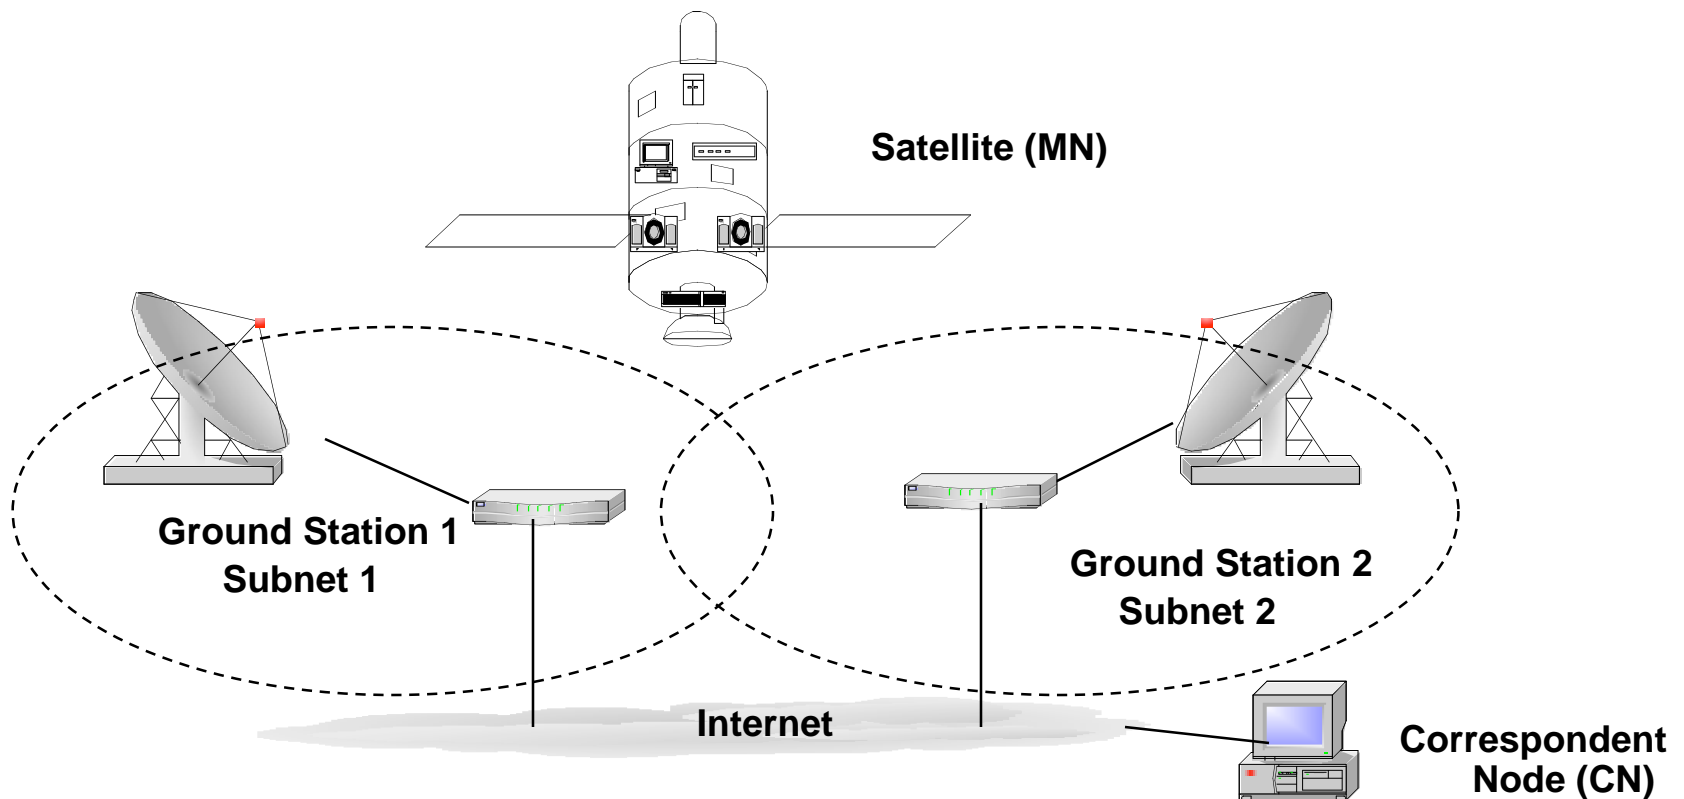 Satellite (MN)
Ground Station 1
Subnet 1
Ground Station 2
Subnet 2
Internet
Correspondent
Node (CN)